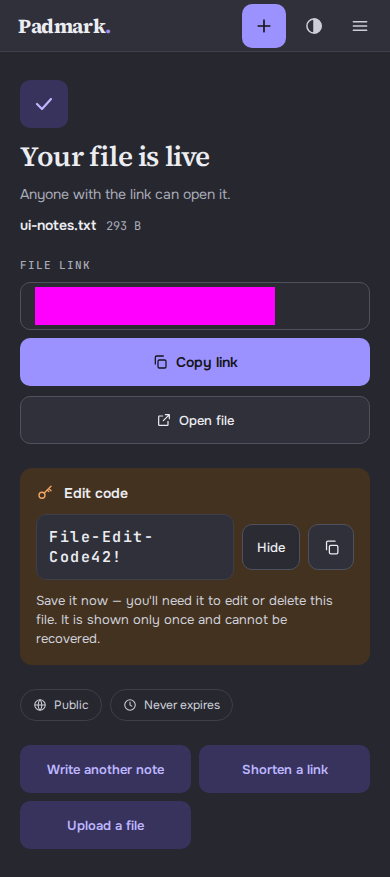 Padmark.
Your file is live
Anyone with the link can open it.
ui-notes.txt 293 B
FILE LINK
Copy link
Open file
Edit code
File-Edit-
Code42!
Hide
Save it now — you'll need it to edit or delete this
file. It is shown only once and cannot be
recovered.
Public
Never expires
Write another note
Shorten a link
Upload a file